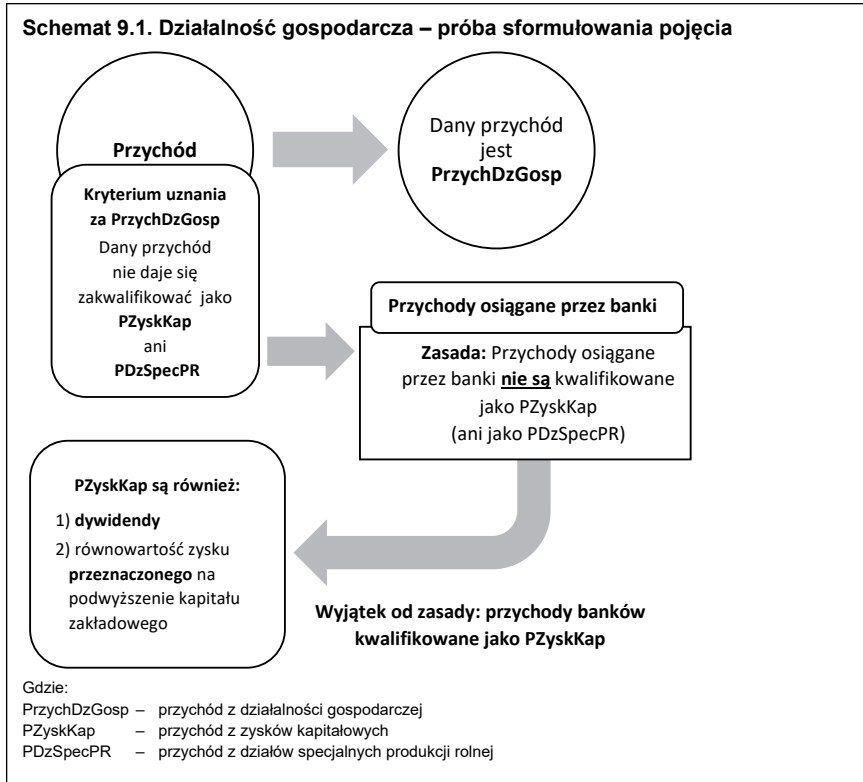 Schemat 9.1. Działalność gospodarcza – próba sformułowania pojęcia
Przychód
Dany przychód
jest
PrzychDzGosp
Kryterium uznania
za PrzychDzGosp
Dany przychód
nie daje się
zakwalifikować jako
PZyskKap
ani
PDzSpecPR
Przychody osiągane przez banki
Zasada: Przychody osiągane
przez banki nie są kwalifikowane
jako PZyskKap
(ani jako PDzSpecPR)
PZyskKap są również:
1) dywidendy
2) równowartość zysku
przeznaczonego na
podwyższenie kapitału
zakładowego
Wyjątek od zasady: przychody banków
kwalifikowane jako PZyskKap
Gdzie:
PrzychDzGosp – przychód z działalności gospodarczej
PZyskKap – przychód z zysków kapitałowych
PDzSpecPR – przychód z działów specjalnych produkcji rolnej